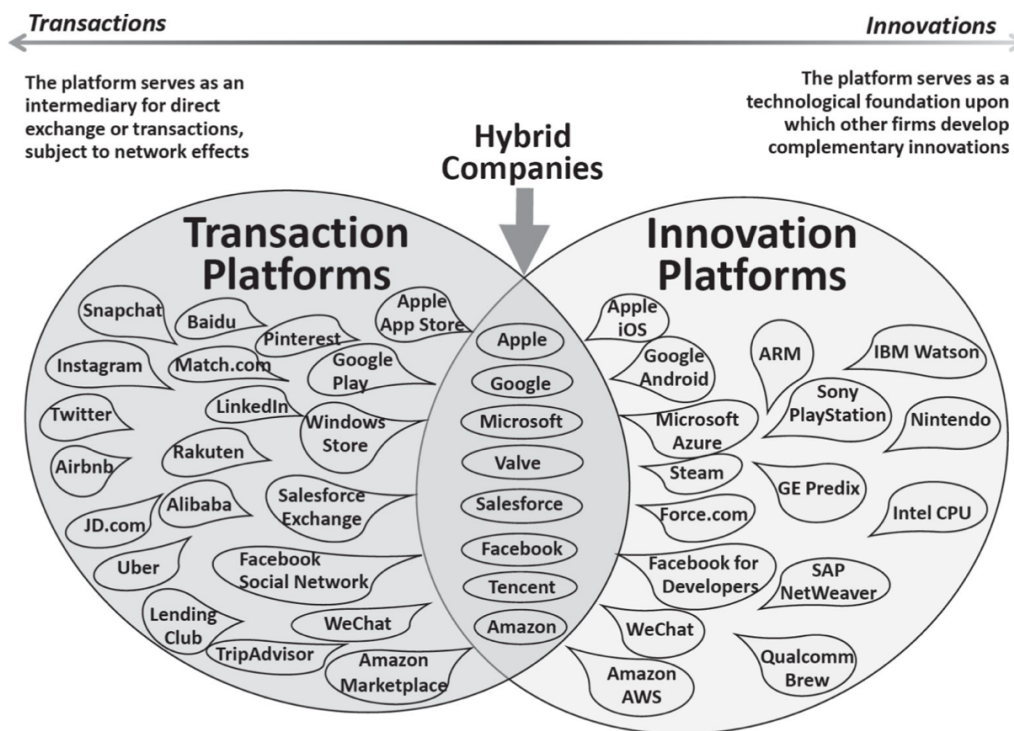 Transactions
Innovations
The platform serves as an
intermediary for direct
exchange or transactions,
subject to network effects
The platform serves as a
technological foundation upon
which other firms develop
complementary innovations
Hybrid
Companies
Transaction
Platforms
Innovation
Platforms
Snapchat
Baidu
Pinterest
Apple
App Store
Instagram
Match.com
Google
Play
Twitter
LinkedIn
Windows
Store
Airbnb
Rakuten
JD.com
Alibaba
Salesforce
Exchange
Uber
Facebook
Social Network
Lending
Club
WeChat
TripAdvisor
Amazon
Marketplace
Apple
Google
Microsoft
Valve
Salesforce
Facebook
Tencent
Amazon
Apple
iOS
Google
Android
ARM
IBM Watson
Microsoft
Azure
Sony
PlayStation
Nintendo
Steam
GE Predix
Force.com
Intel CPU
Facebook for
Developers
SAP
NetWeaver
WeChat
Amazon
AWS
Qualcomm
Brew